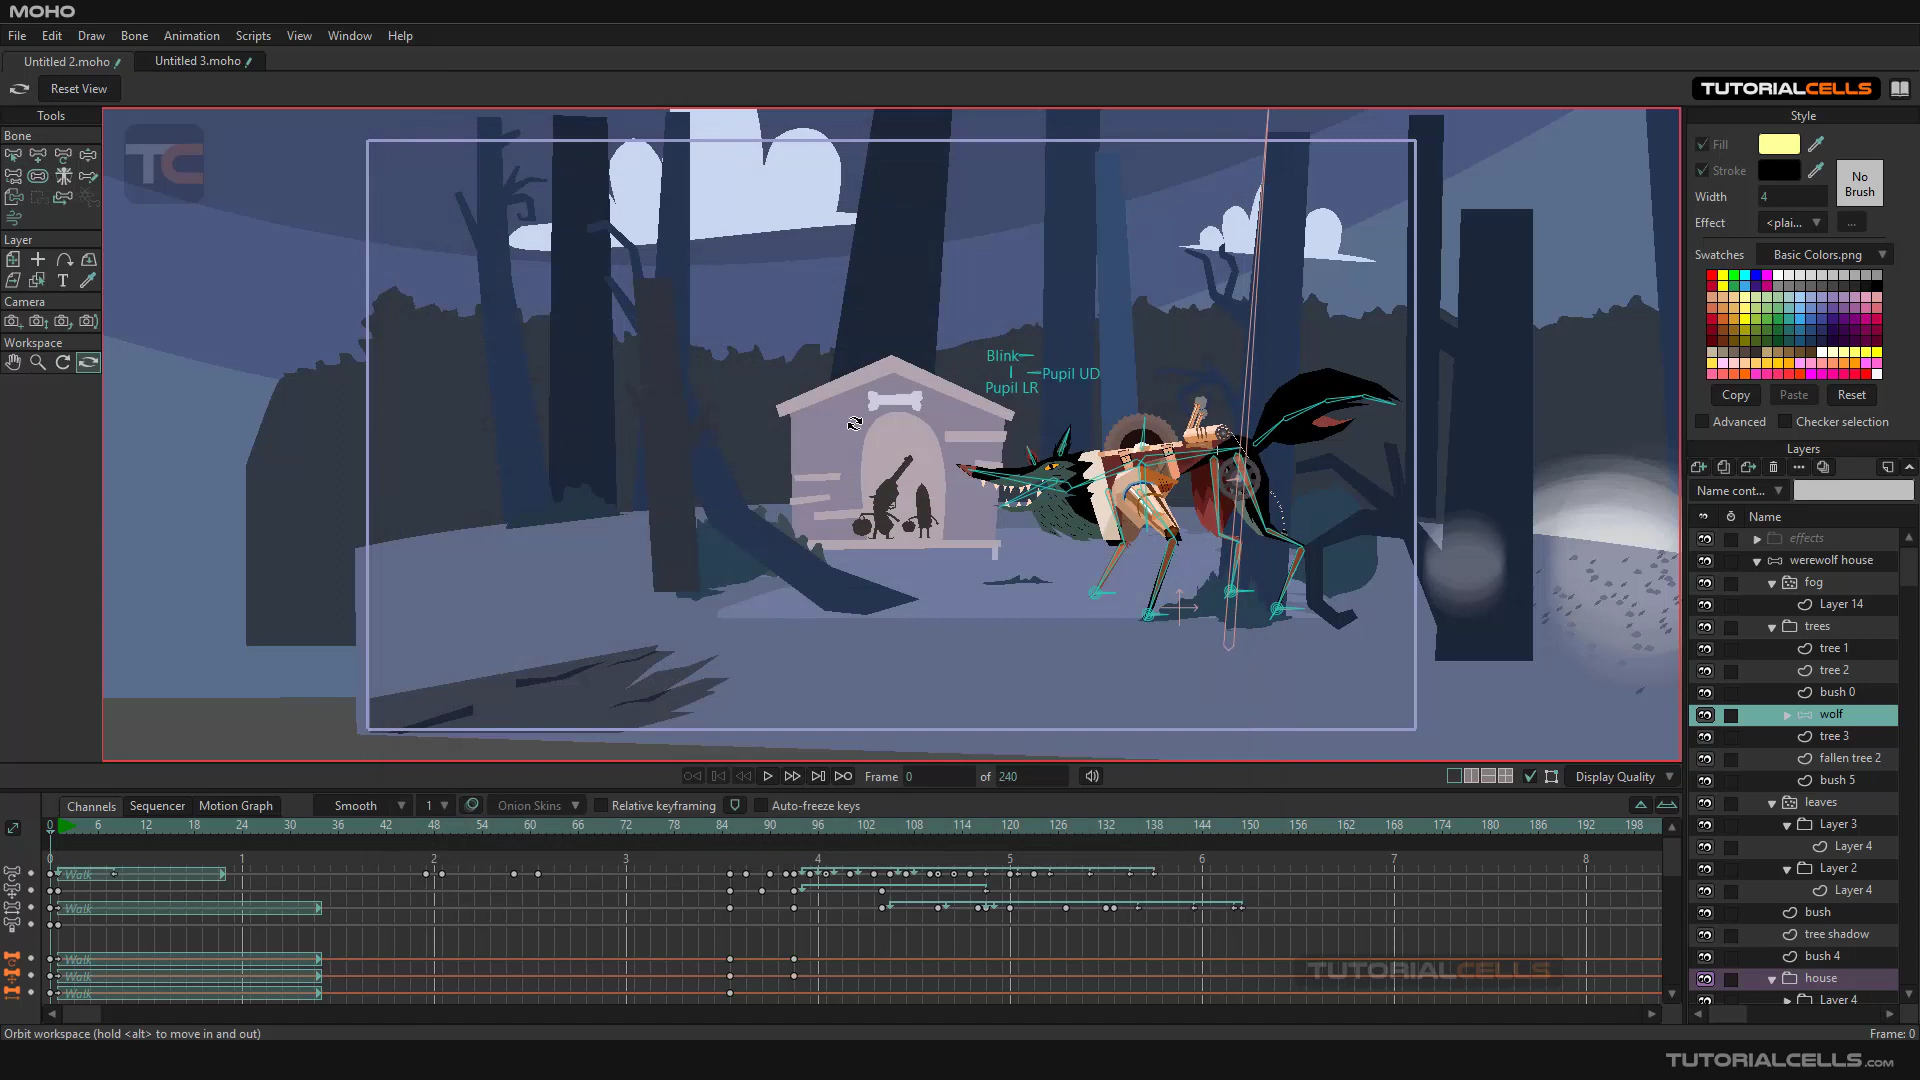 MOHO
File Edit Draw Bone Animation Scripts View Window Help
Untitled 2.moho Untitled 3.moho
Reset View
TUTORIALCELLS
Tools
Bone
Layer
Camera
Workspace
TC
Blink
Pupil UD
Pupil LR
Style
Fill
Stroke
No Brush
Width 4
Effect <plai... ...
Swatches Basic Colors.png
Copy Paste Reset
Advanced Checker selection
Layers
Name cont...
Name
effects
werewolf house
fog
Layer 14
trees
tree 1
tree 2
bush 0
wolf
tree 3
fallen tree 2
bush 5
leaves
Layer 3
Layer 4
Layer 2
Layer 4
bush
tree shadow
bush 4
house
Layer 4
Frame 0 of 240 Display Quality
Channels Sequencer Motion Graph Smooth 1 Onion Skins Relative keyframing Auto-freeze keys
0 6 12 18 24 30 36 42 48 54 60 66 72 78 84 90 96 102 108 114 120 126 132 138 144 150 156 162 168 174 180 186 192 198
0 1 2 3 4 5 6 7 8
Walk
Walk
Walk
Walk
Walk
TUTORIALCELLS
Orbit workspace (hold <alt> to move in and out) Frame: 0
TUTORIALCELLS.COM